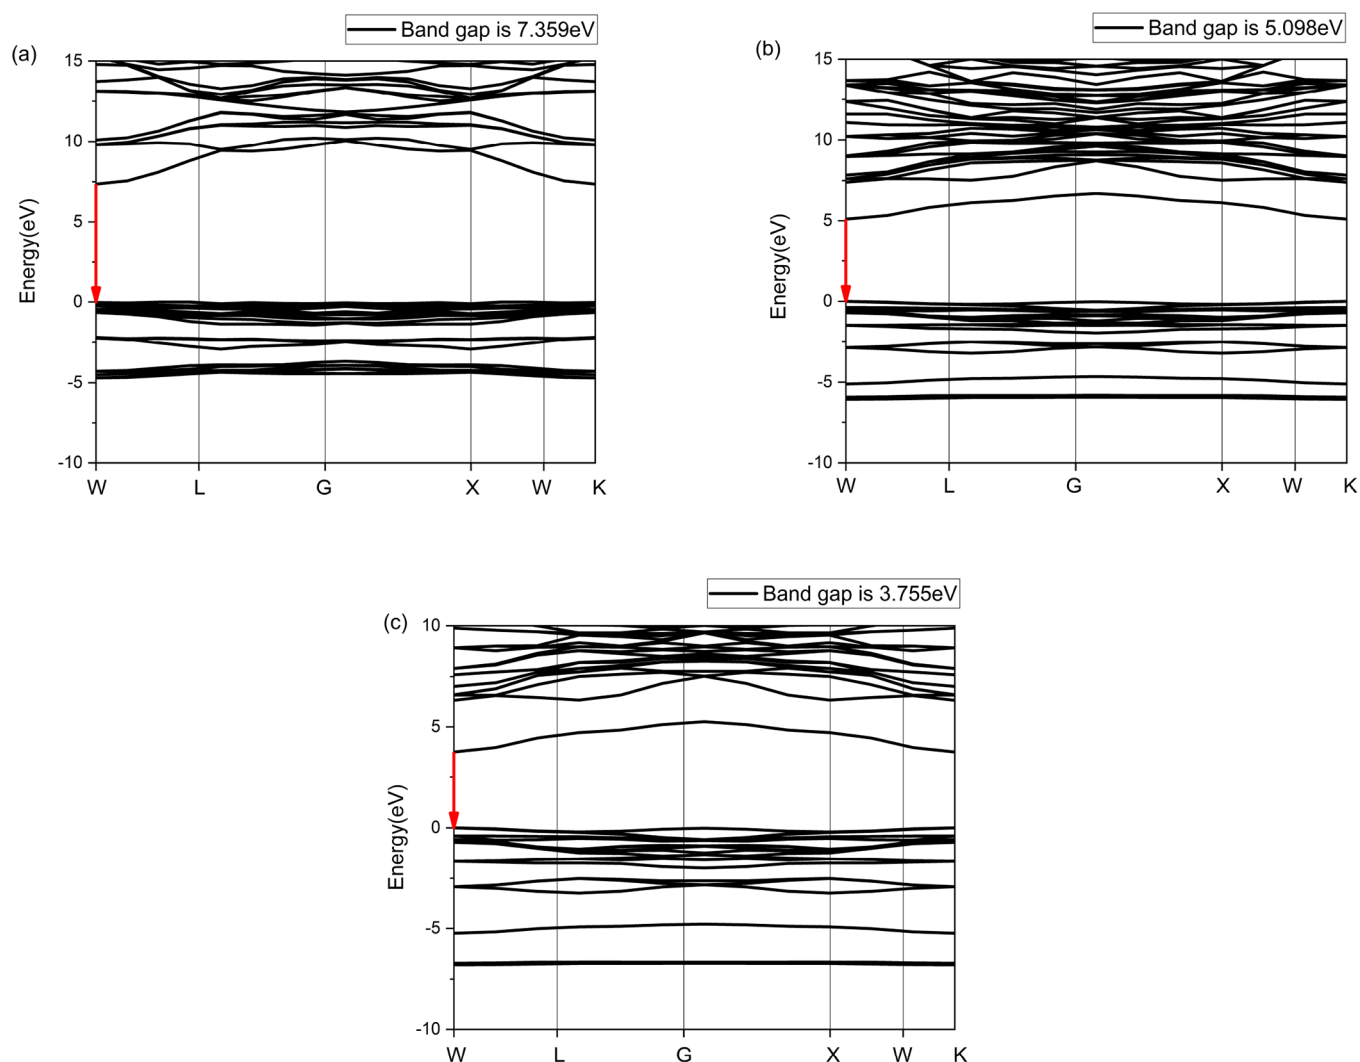 (a)
Band gap is 7.359eV
15
10
5
0
-5
-10
Energy(eV)
W L G X W K
(b)
Band gap is 5.098eV
15
10
5
0
-5
-10
Energy(eV)
W L G X W K
(c)
Band gap is 3.755eV
10
5
0
-5
-10
Energy(eV)
W L G X W K